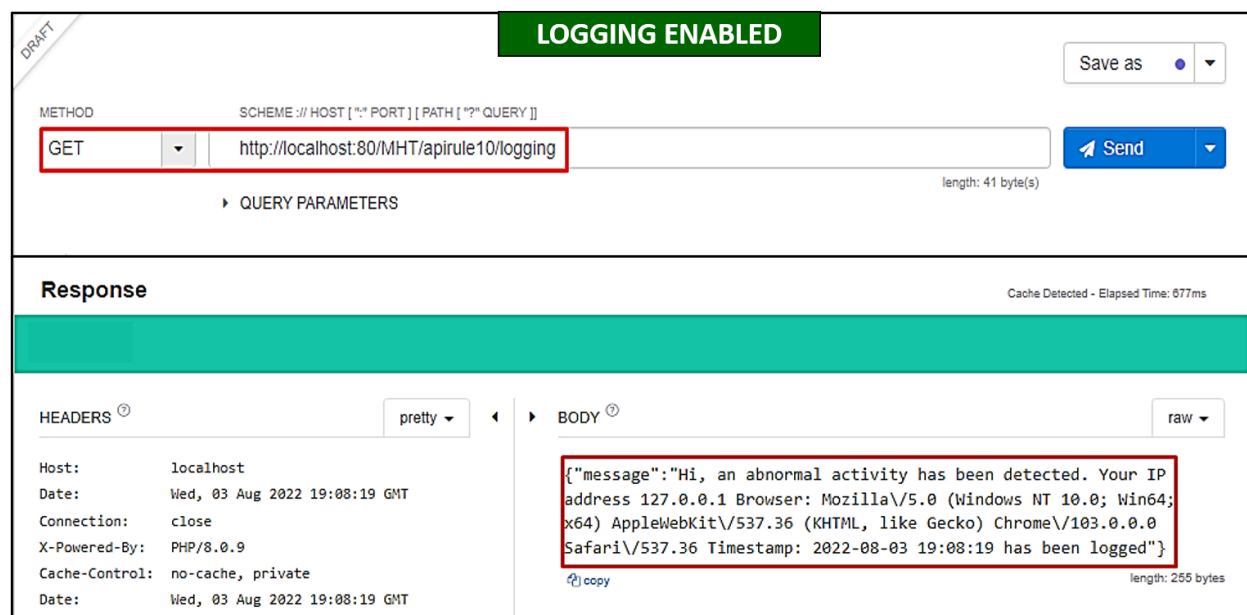 DRAFT
LOGGING ENABLED
Save as
METHOD
SCHEME :// HOST [ ":" PORT ] [ PATH [ "?" QUERY ]]
GET
http://localhost:80/MHT/apirule10/logging
Send
length: 41 byte(s)
QUERY PARAMETERS
Response
Cache Detected - Elapsed Time: 677ms
HEADERS ?
pretty
BODY ?
raw
Host: localhost
Date: Wed, 03 Aug 2022 19:08:19 GMT
Connection: close
X-Powered-By: PHP/8.0.9
Cache-Control: no-cache, private
Date: Wed, 03 Aug 2022 19:08:19 GMT
{"message":"Hi, an abnormal activity has been detected. Your IP
address 127.0.0.1 Browser: Mozilla\/5.0 (Windows NT 10.0; Win64;
x64) AppleWebKit\/537.36 (KHTML, like Gecko) Chrome\/103.0.0.0
Safari\/537.36 Timestamp: 2022-08-03 19:08:19 has been logged"}
copy
length: 255 bytes